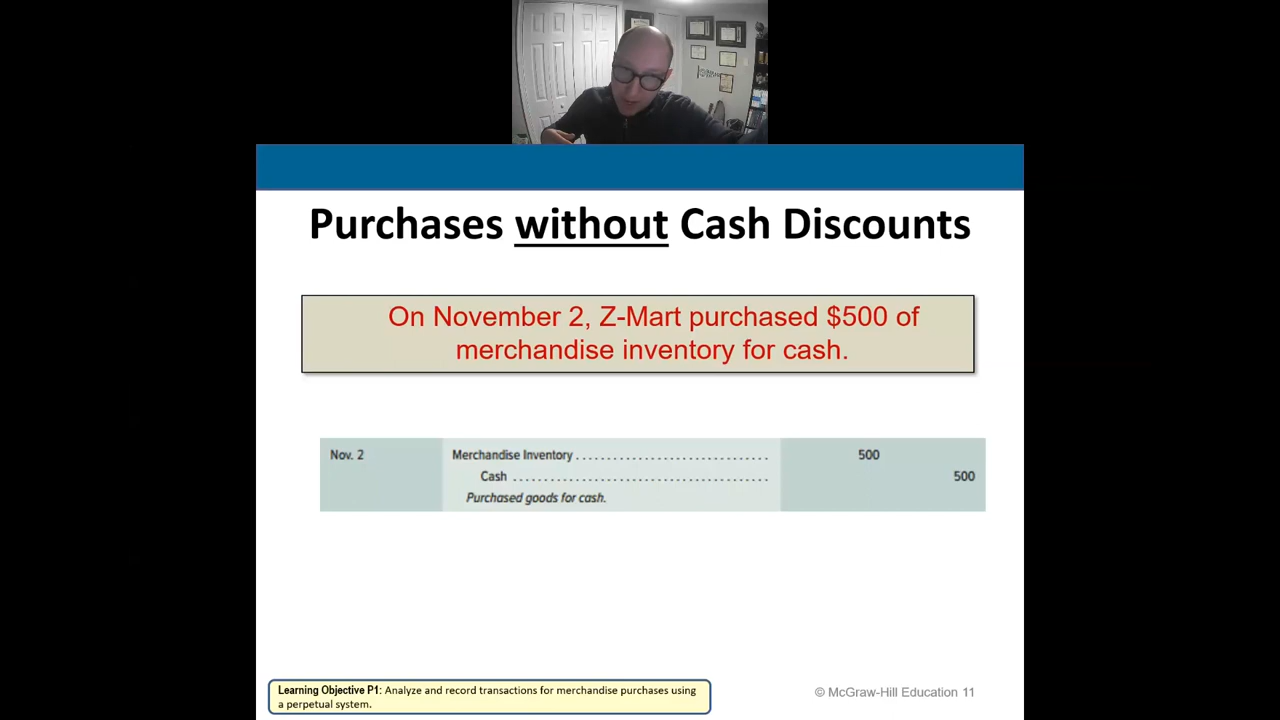 Purchases without Cash Discounts
On November 2, Z-Mart purchased $500 of
merchandise inventory for cash.
Nov. 2 Merchandise Inventory . . . . . . . . . . . . . . . . . . . . . . . . . . . . . . . . 500
Cash . . . . . . . . . . . . . . . . . . . . . . . . . . . . . . . . . . . . . . . . . . 500
Purchased goods for cash.
Learning Objective P1: Analyze and record transactions for merchandise purchases using
a perpetual system.
© McGraw-Hill Education 11